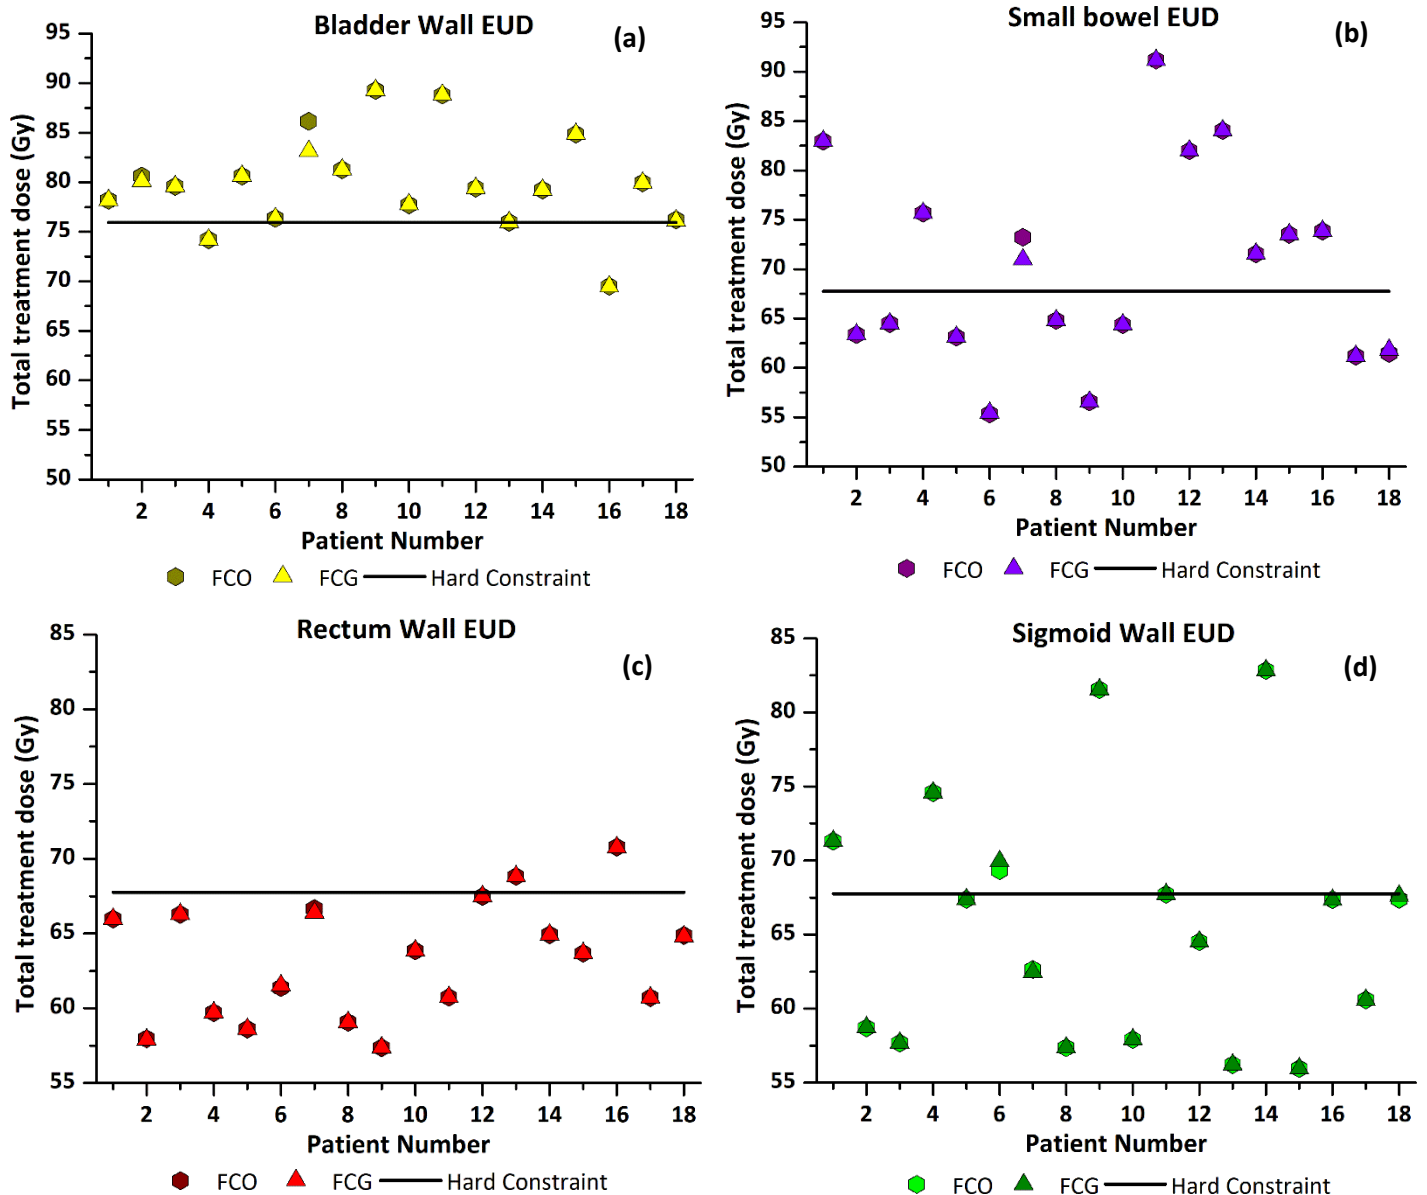 Bladder Wall EUD
(a)
Total treatment dose (Gy)
95
90
85
80
75
70
65
60
55
50
2 4 6 8 10 12 14 16 18
Patient Number
FCO FCG Hard Constraint
Small bowel EUD
(b)
Total treatment dose (Gy)
95
90
85
80
75
70
65
60
55
50
2 4 6 8 10 12 14 16 18
Patient Number
FCO FCG Hard Constraint
Rectum Wall EUD
(c)
Total treatment dose (Gy)
85
80
75
70
65
60
55
2 4 6 8 10 12 14 16 18
Patient Number
FCO FCG Hard Constraint
Sigmoid Wall EUD
(d)
Total treatment dose (Gy)
85
80
75
70
65
60
55
2 4 6 8 10 12 14 16 18
Patient Number
FCO FCG Hard Constraint